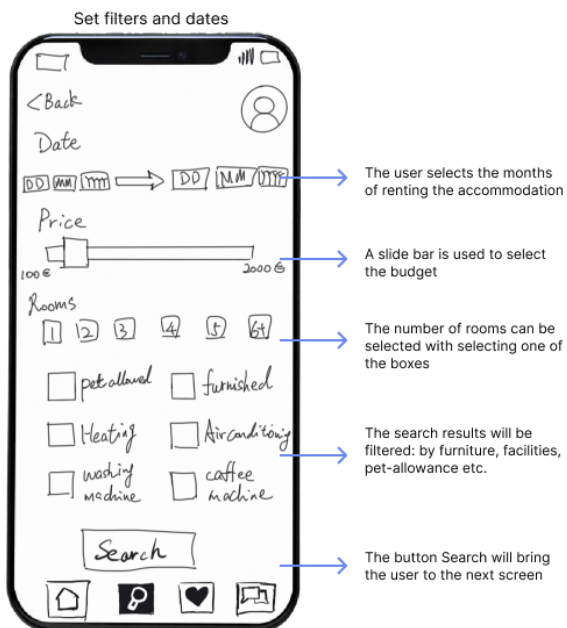 Set filters and dates
<Back
Date
DD MM YYYY DD MM YYYY
The user selects the months
of renting the accommodation
Price
100€ 2000€
A slide bar is used to select
the budget
Rooms
1 2 3 4 5 6+
The number of rooms can be
selected with selecting one of
the boxes
pet allowed furnished
Heating Air conditioning
washing
machine
caffee
machine
The search results will be
filtered: by furniture, facilities,
pet-allowance etc.
Search
The button Search will bring
the user to the next screen